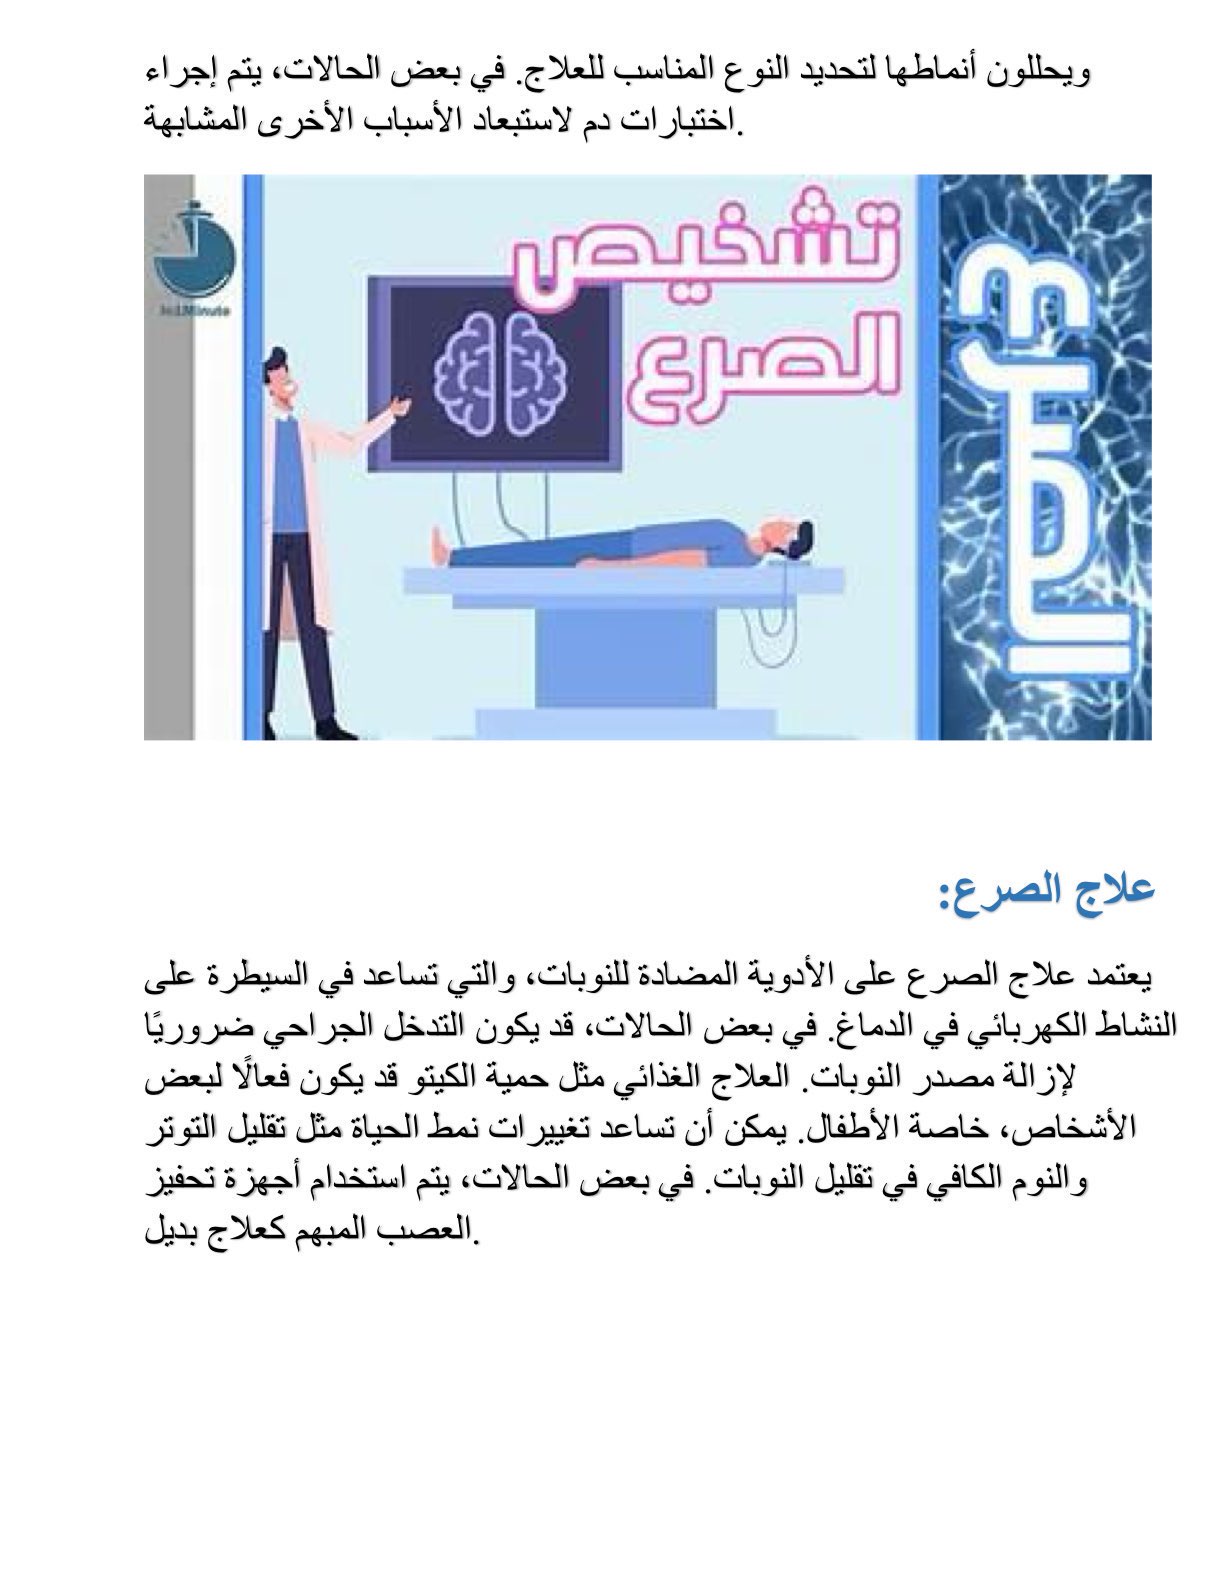 ويحللون أنماطها لتحديد النوع المناسب للعلاج. في بعض الحالات، يتم إجراء
اختبارات دم لاستبعاد الأسباب الأخرى المشابهة.
تشخيص
الصرع
الصرع
In1Minute
علاج الصرع:
يعتمد علاج الصرع على الأدوية المضادة للنوبات، والتي تساعد في السيطرة على
النشاط الكهربائي في الدماغ. في بعض الحالات، قد يكون التدخل الجراحي ضروريًا
لإزالة مصدر النوبات. العلاج الغذائي مثل حمية الكيتو قد يكون فعالًا لبعض
الأشخاص، خاصة الأطفال. يمكن أن تساعد تغييرات نمط الحياة مثل تقليل التوتر
والنوم الكافي في تقليل النوبات. في بعض الحالات، يتم استخدام أجهزة تحفيز
العصب المبهم كعلاج بديل.